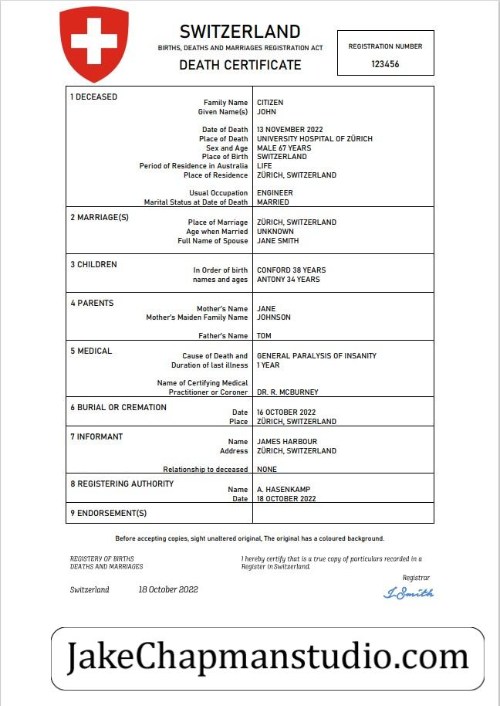 SWITZERLAND
BIRTHS, DEATHS AND MARRIAGES REGISTRATION ACT
DEATH CERTIFICATE
REGISTRATION NUMBER
123456
1 DECEASED
Family Name CITIZEN
Given Name(s) JOHN
Date of Death 13 NOVEMBER 2022
Place of Death UNIVERSITY HOSPITAL OF ZÜRICH
Sex and Age MALE 67 YEARS
Place of Birth SWITZERLAND
Period of Residence in Australia LIFE
Place of Residence ZÜRICH, SWITZERLAND
Usual Occupation ENGINEER
Marital Status at Date of Death MARRIED
2 MARRIAGE(S)
Place of Marriage ZÜRICH, SWITZERLAND
Age when Married UNKNOWN
Full Name of Spouse JANE SMITH
3 CHILDREN
In Order of birth CONFORD 38 YEARS
names and ages ANTONY 34 YEARS
4 PARENTS
Mother's Name JANE
Mother's Maiden Family Name JOHNSON
Father's Name TOM
5 MEDICAL
Cause of Death and GENERAL PARALYSIS OF INSANITY
Duration of last illness 1 YEAR
Name of Certifying Medical
Practitioner or Coroner DR. R. MCBURNEY
6 BURIAL OR CREMATION
Date 16 OCTOBER 2022
Place ZÜRICH, SWITZERLAND
7 INFORMANT
Name JAMES HARBOUR
Address ZÜRICH, SWITZERLAND
Relationship to deceased NONE
8 REGISTERING AUTHORITY
Name A. HASENKAMP
Date 18 OCTOBER 2022
9 ENDORSEMENT(S)
Before accepting copies, sight unaltered original, The original has a coloured background.
REGISTERY OF BIRTHS
DEATHS AND MARRIAGES
I hereby certify that is a true copy of particulars recorded in a
Register in Switzerland.
Registrar
Switzerland 18 October 2022
J.Smith
JakeChapmanstudio.com